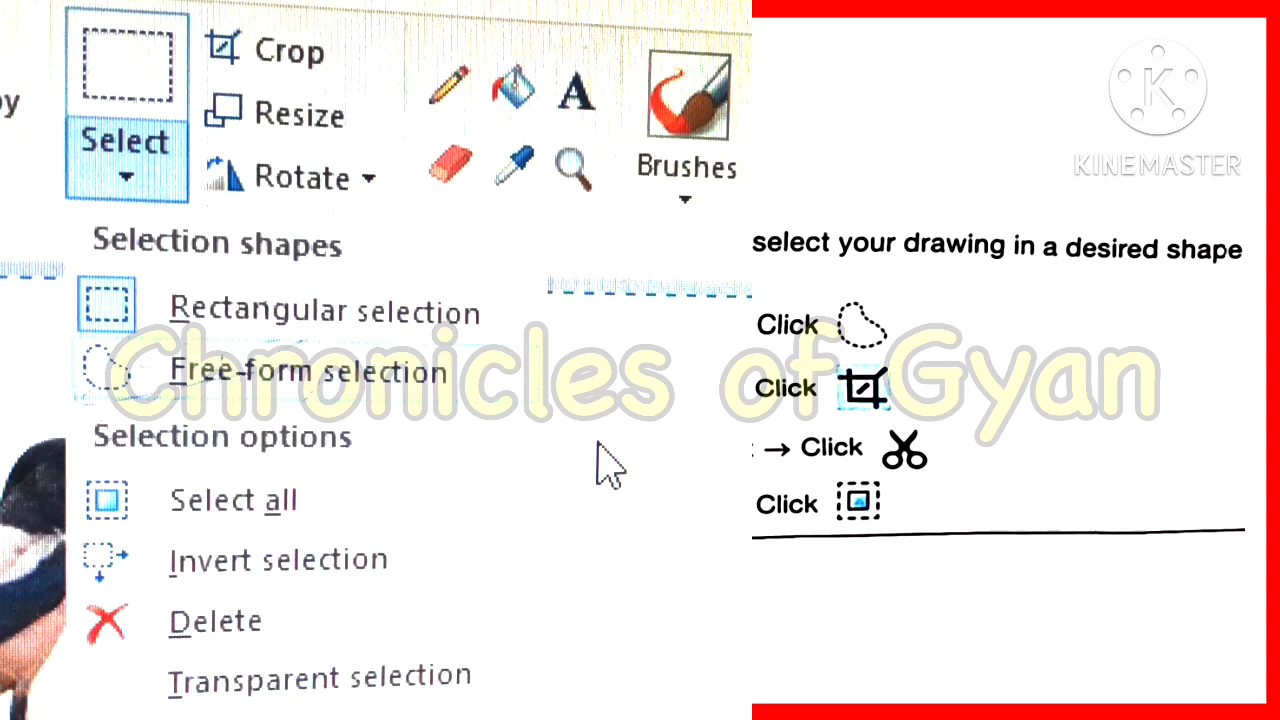 Crop
Resize
Rotate
Select
A
Brushes
Selection shapes
Rectangular selection
Free-form selection
Selection options
Select all
Invert selection
Delete
Transparent selection
K
KINEMASTER
select your drawing in a desired shape
Click
Click
→ Click
Click
Chronicles of Gyan